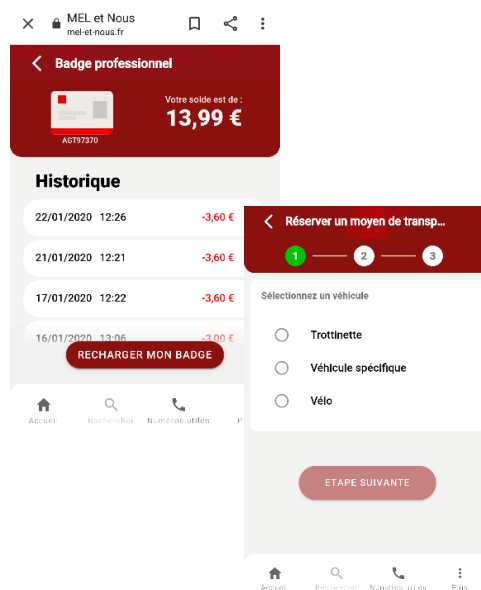 MEL et Nous
mel-et-nous.fr
Badge professionnel
Votre solde est de :
13,99 €
AGT97370
Historique
22/01/2020 12:26 -3,60 €
21/01/2020 12:21 -3,60 €
17/01/2020 12:22 -3,60 €
16/01/2020 13:06 -3,00 €
RECHARGER MON BADGE
Accueil Rechercher Numéros utiles P
Réserver un moyen de transp...
1 2 3
Sélectionnez un véhicule
Trottinette
Véhicule spécifique
Vélo
ETAPE SUIVANTE
Accueil Rechercher Numéros utiles Plus